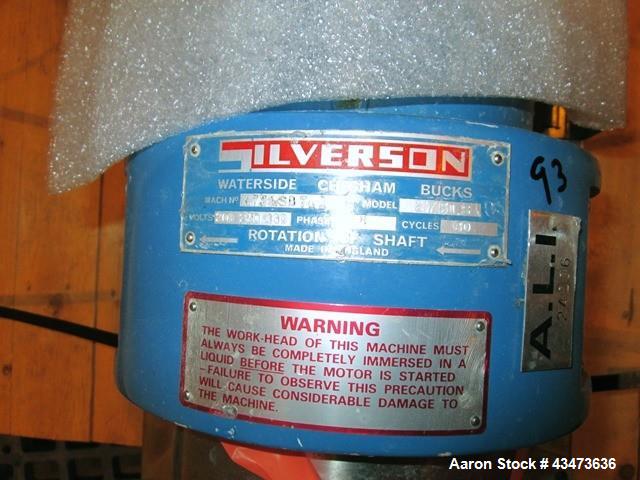 SILVERSON
WATERSIDE CHESHAM BUCKS
MACH Nº MODEL
VOLTS PHASE CYCLES 60
ROTATION OF SHAFT
MADE IN ENGLAND
93
A.L.I.
WARNING
THE WORK-HEAD OF THIS MACHINE MUST
ALWAYS BE COMPLETELY IMMERSED IN A
LIQUID BEFORE THE MOTOR IS STARTED
-FAILURE TO OBSERVE THIS PRECAUTION
WILL CAUSE CONSIDERABLE DAMAGE TO
THE MACHINE.
Aaron Stock # 43473636